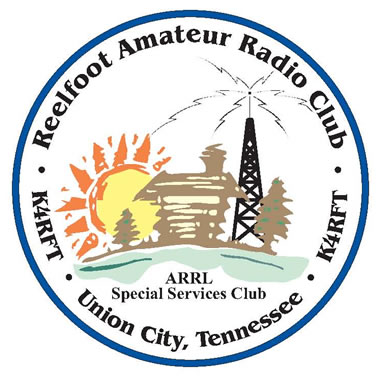 Reelfoot Amateur Radio Club
• K4RFT •
• K4RFT •
ARRL
Special Services Club
Union City, Tennessee